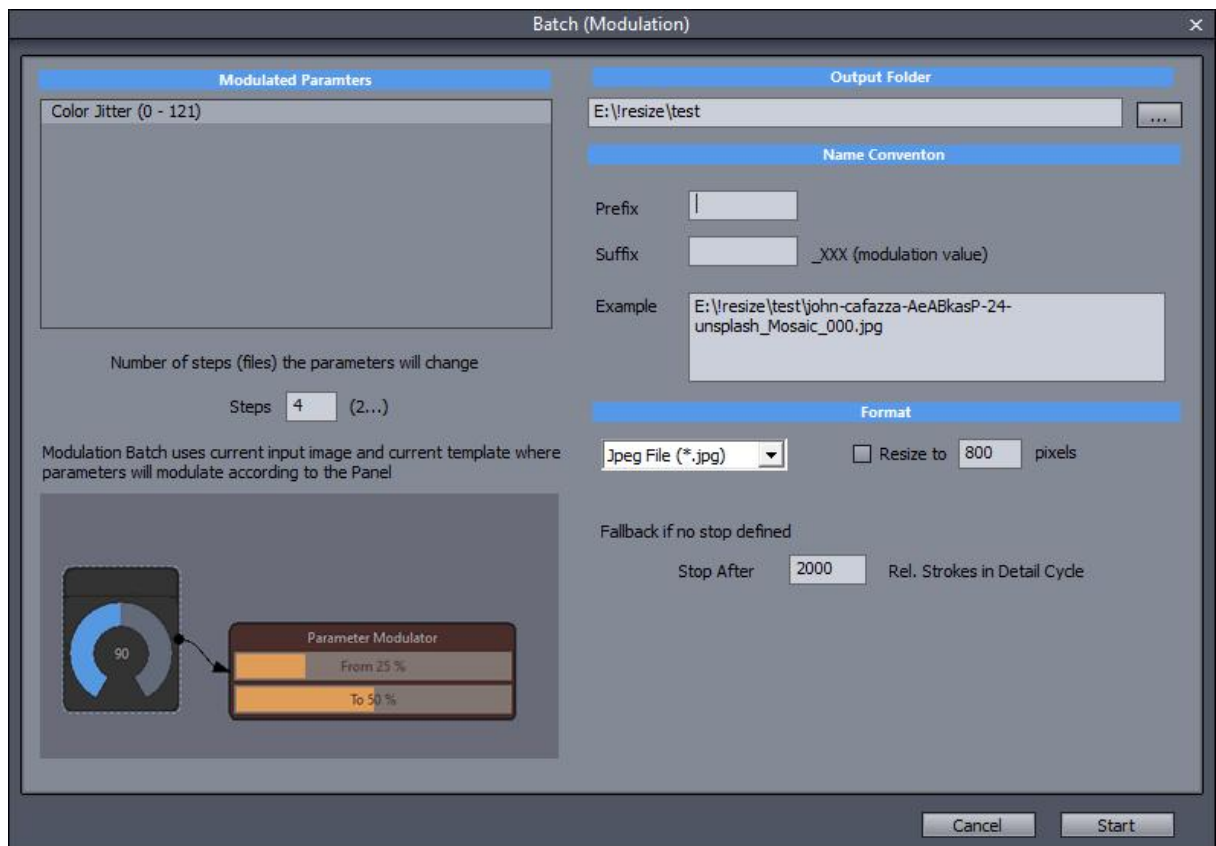 Batch (Modulation)
Modulated Paramters
Color Jitter (0 - 121)
Number of steps (files) the parameters will change
Steps 4 (2...)
Modulation Batch uses current input image and current template where
parameters will modulate according to the Panel
90
Parameter Modulator
From 25 %
To 50 %
Output Folder
E:\!resize\test
...
Name Conventon
Prefix
Suffix _XXX (modulation value)
Example E:\!resize\test\john-cafazza-AeABkasP-24-
unsplash_Mosaic_000.jpg
Format
Jpeg File (*.jpg) Resize to 800 pixels
Fallback if no stop defined
Stop After 2000 Rel. Strokes in Detail Cycle
Cancel Start